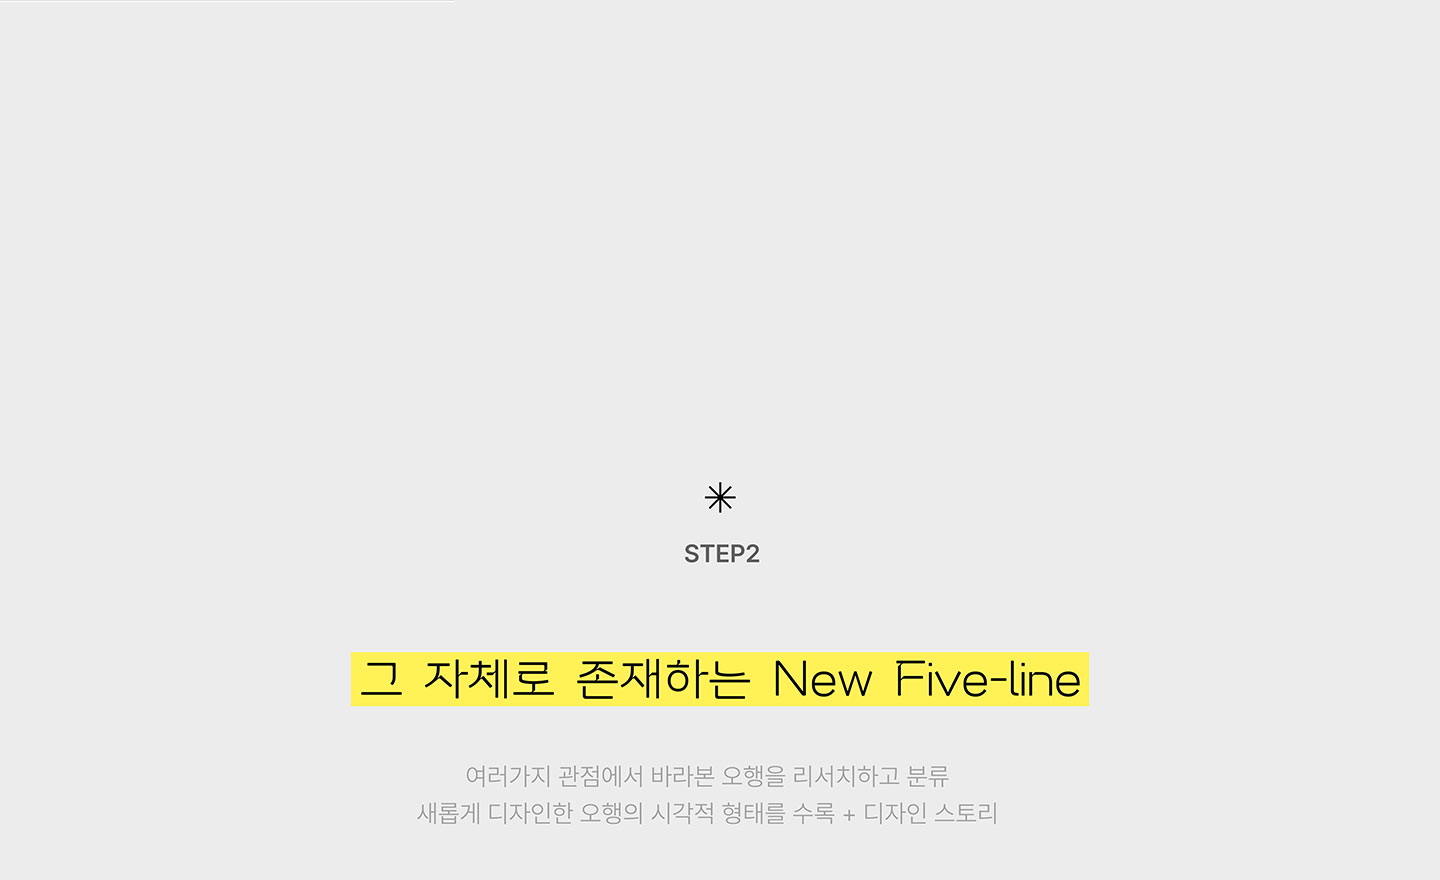 STEP2
그 자체로 존재하는 New Five-line
여러가지 관점에서 바라본 오행을 리서치하고 분류
새롭게 디자인한 오행의 시각적 형태를 수록 + 디자인 스토리